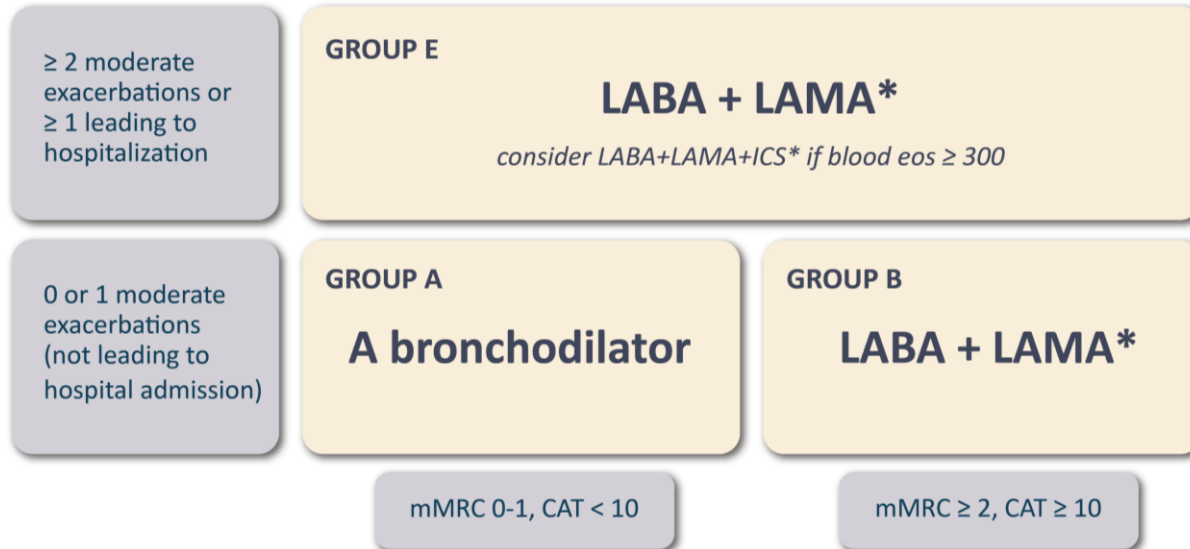 ≥ 2 moderate
exacerbations or
≥ 1 leading to
hospitalization
GROUP E
LABA + LAMA*
consider LABA+LAMA+ICS* if blood eos ≥ 300
0 or 1 moderate
exacerbations
(not leading to
hospital admission)
GROUP A
A bronchodilator
GROUP B
LABA + LAMA*
mMRC 0-1, CAT < 10
mMRC ≥ 2, CAT ≥ 10